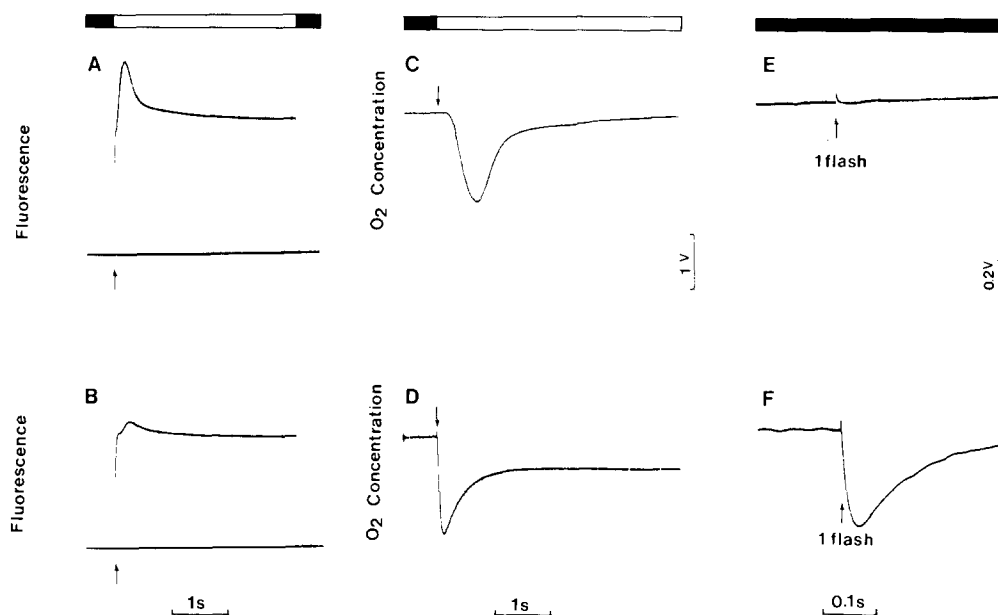 A
C
E
Fluorescence
O2 Concentration
1 flash
1 V
0.2V
B
D
F
Fluorescence
O2 Concentration
1 flash
1s
1s
0.1s